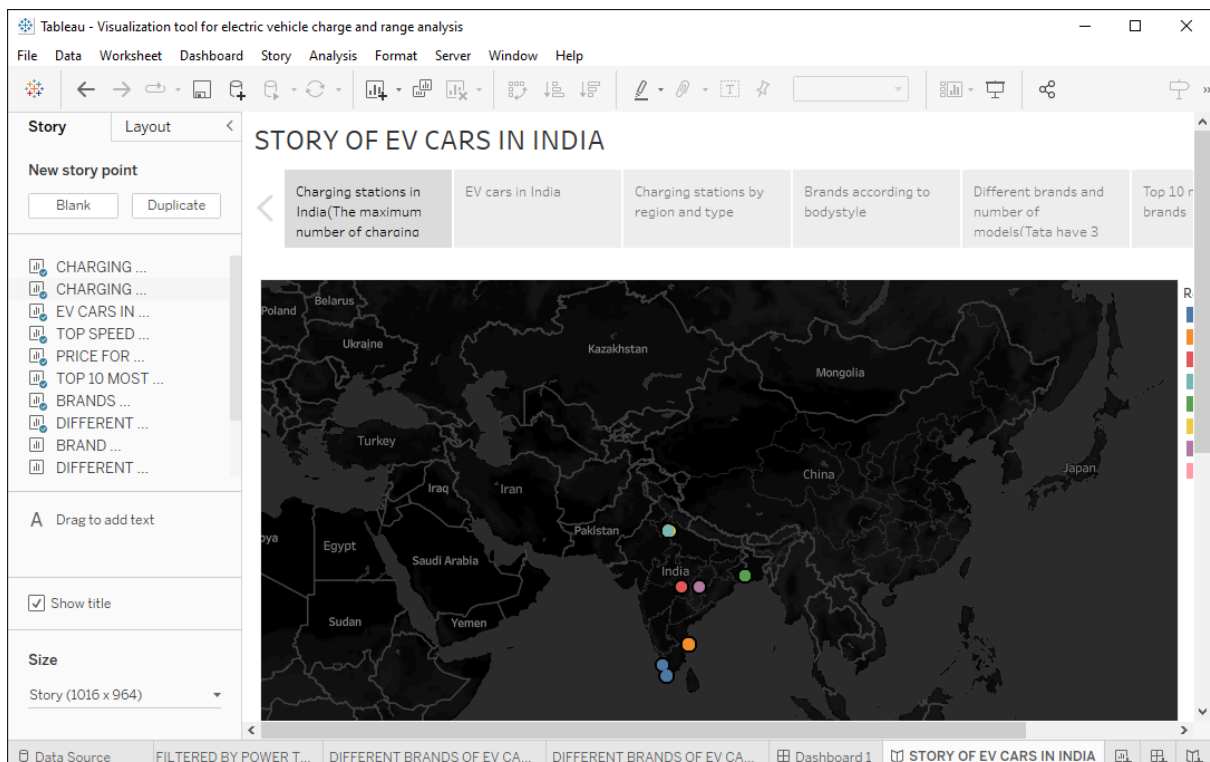 Tableau - Visualization tool for electric vehicle charge and range analysis
File Data Worksheet Dashboard Story Analysis Format Server Window Help
Story Layout
New story point
Blank Duplicate
CHARGING ...
CHARGING ...
EV CARS IN ...
TOP SPEED ...
PRICE FOR ...
TOP 10 MOST ...
BRANDS ...
DIFFERENT ...
BRAND ...
DIFFERENT ...
A Drag to add text
Show title
Size
Story (1016 x 964)
STORY OF EV CARS IN INDIA
Charging stations in
India(The maximum
number of charging
EV cars in India
Charging stations by
region and type
Brands according to
bodystyle
Different brands and
number of
models(Tata have 3
Top 10
brands
Belarus
Poland
Ukraine
Kazakhstan
Mongolia
Turkey
China
Japan
Iraq
Iran
Pakistan
Egypt
Saudi Arabia
India
Sudan
Yemen
Data Source FILTERED BY POWER T... DIFFERENT BRANDS OF EV CA... DIFFERENT BRANDS OF EV CA... Dashboard 1 STORY OF EV CARS IN INDIA